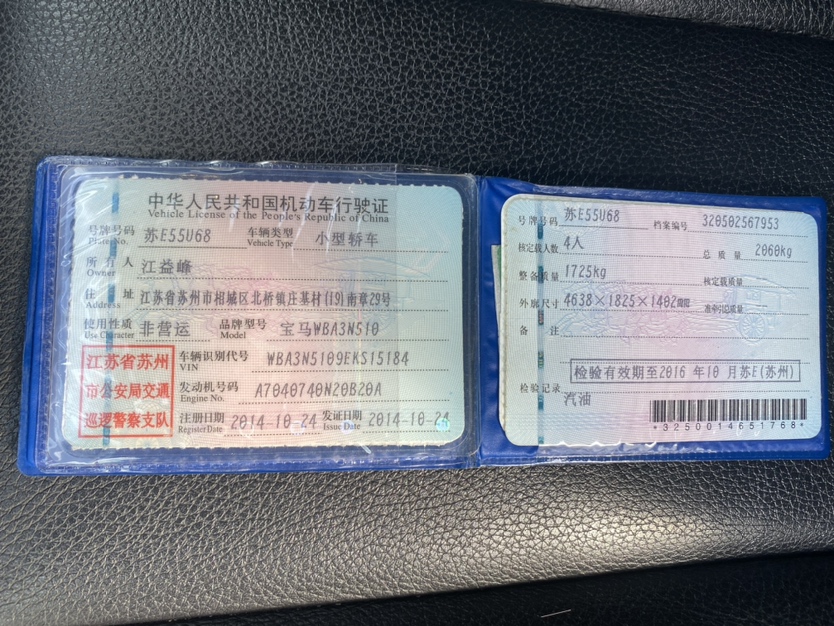 中华人民共和国机动车行驶证
Vehicle License of the People's Republic of China
号牌号码 苏E55U68 车辆类型 小型轿车
Plate No. Vehicle Type
所有人 江益峰
Owner
住址 江苏省苏州市相城区北桥镇庄基村(19)南章29号
Address
使用性质 非营运 品牌型号 宝马WBA3N510
Use Character Model
江苏省苏州
市公安局交通
巡逻警察支队
车辆识别代号 WBA3N5109EKS15184
VIN
发动机号码 A7040740N20B20A
Engine No.
注册日期 2014-10-24 发证日期 2014-10-24
Register Date Issue Date
号牌号码 苏E55U68 档案编号 320502567953
核定载人数 4人 总质量 2060kg
整备质量 1725kg 核定载质量
外廓尺寸 4638×1825×1402mm 准牵引总质量
备注
检验有效期至2016年10月苏E(苏州)
检验记录
汽油
*3250014651768*